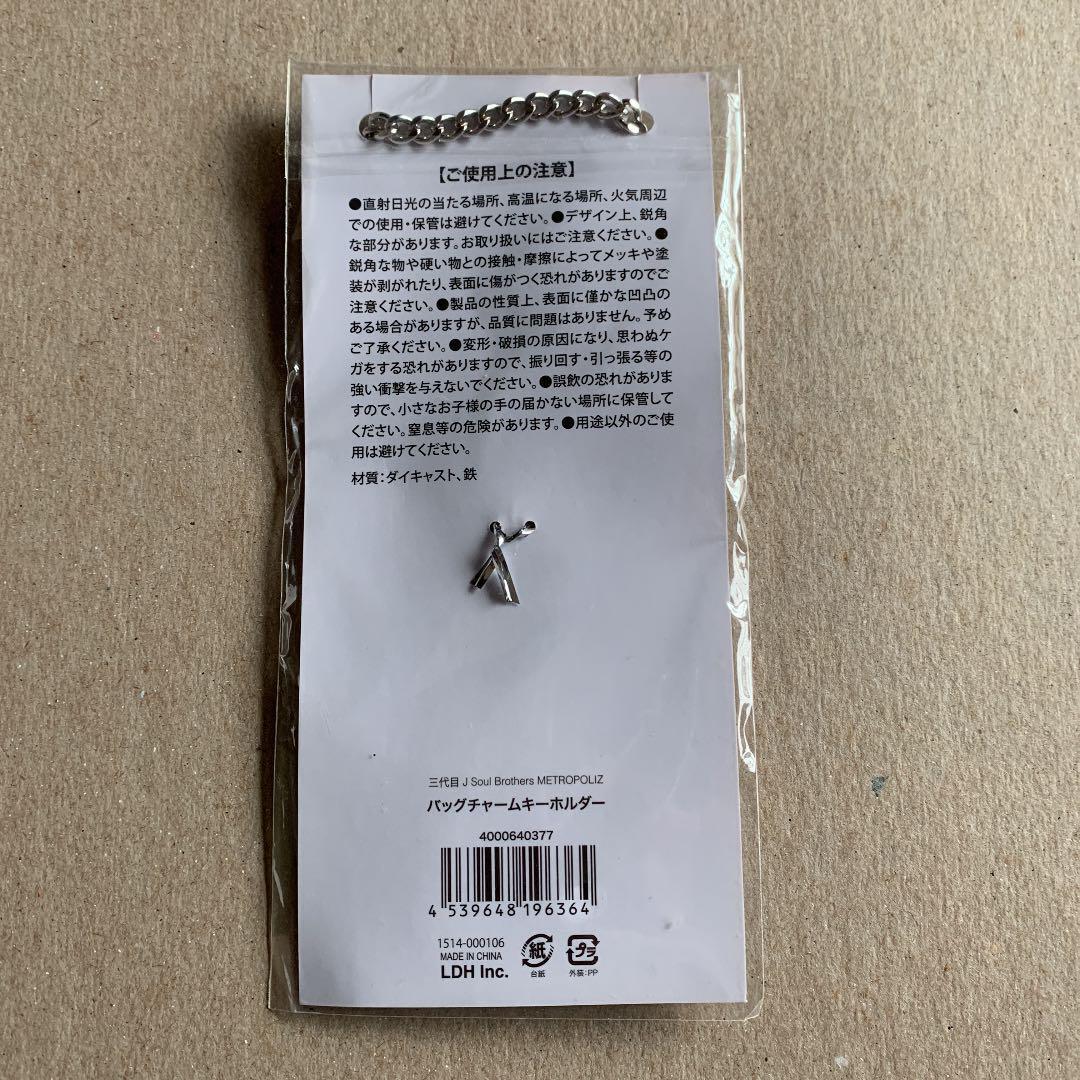 【ご使用上の注意】
●直射日光の当たる場所、高温になる場所、火気周辺
での使用・保管は避けてください。●デザイン上、鋭角
な部分があります。お取り扱いにはご注意ください。●
鋭角な物や硬い物との接触・摩擦によってメッキや塗
装が剥がれたり、表面に傷がつく恐れがありますのでご
注意ください。●製品の性質上、表面に僅かな凹凸の
ある場合がありますが、品質に問題はありません。予め
ご了承ください。●変形・破損の原因になり、思わぬケ
ガをする恐れがありますので、振り回す・引っ張る等の
強い衝撃を与えないでください。●誤飲の恐れがありま
すので、小さなお子様の手の届かない場所に保管して
ください。窒息等の危険があります。●用途以外のご使
用は避けてください。
材質：ダイキャスト、鉄
三代目 J Soul Brothers METROPOLIZ
バッグチャームキーホルダー
4000640377
4 539648 196364
1514-000106
MADE IN CHINA
LDH Inc.
紙
台紙
プラ
外装：PP